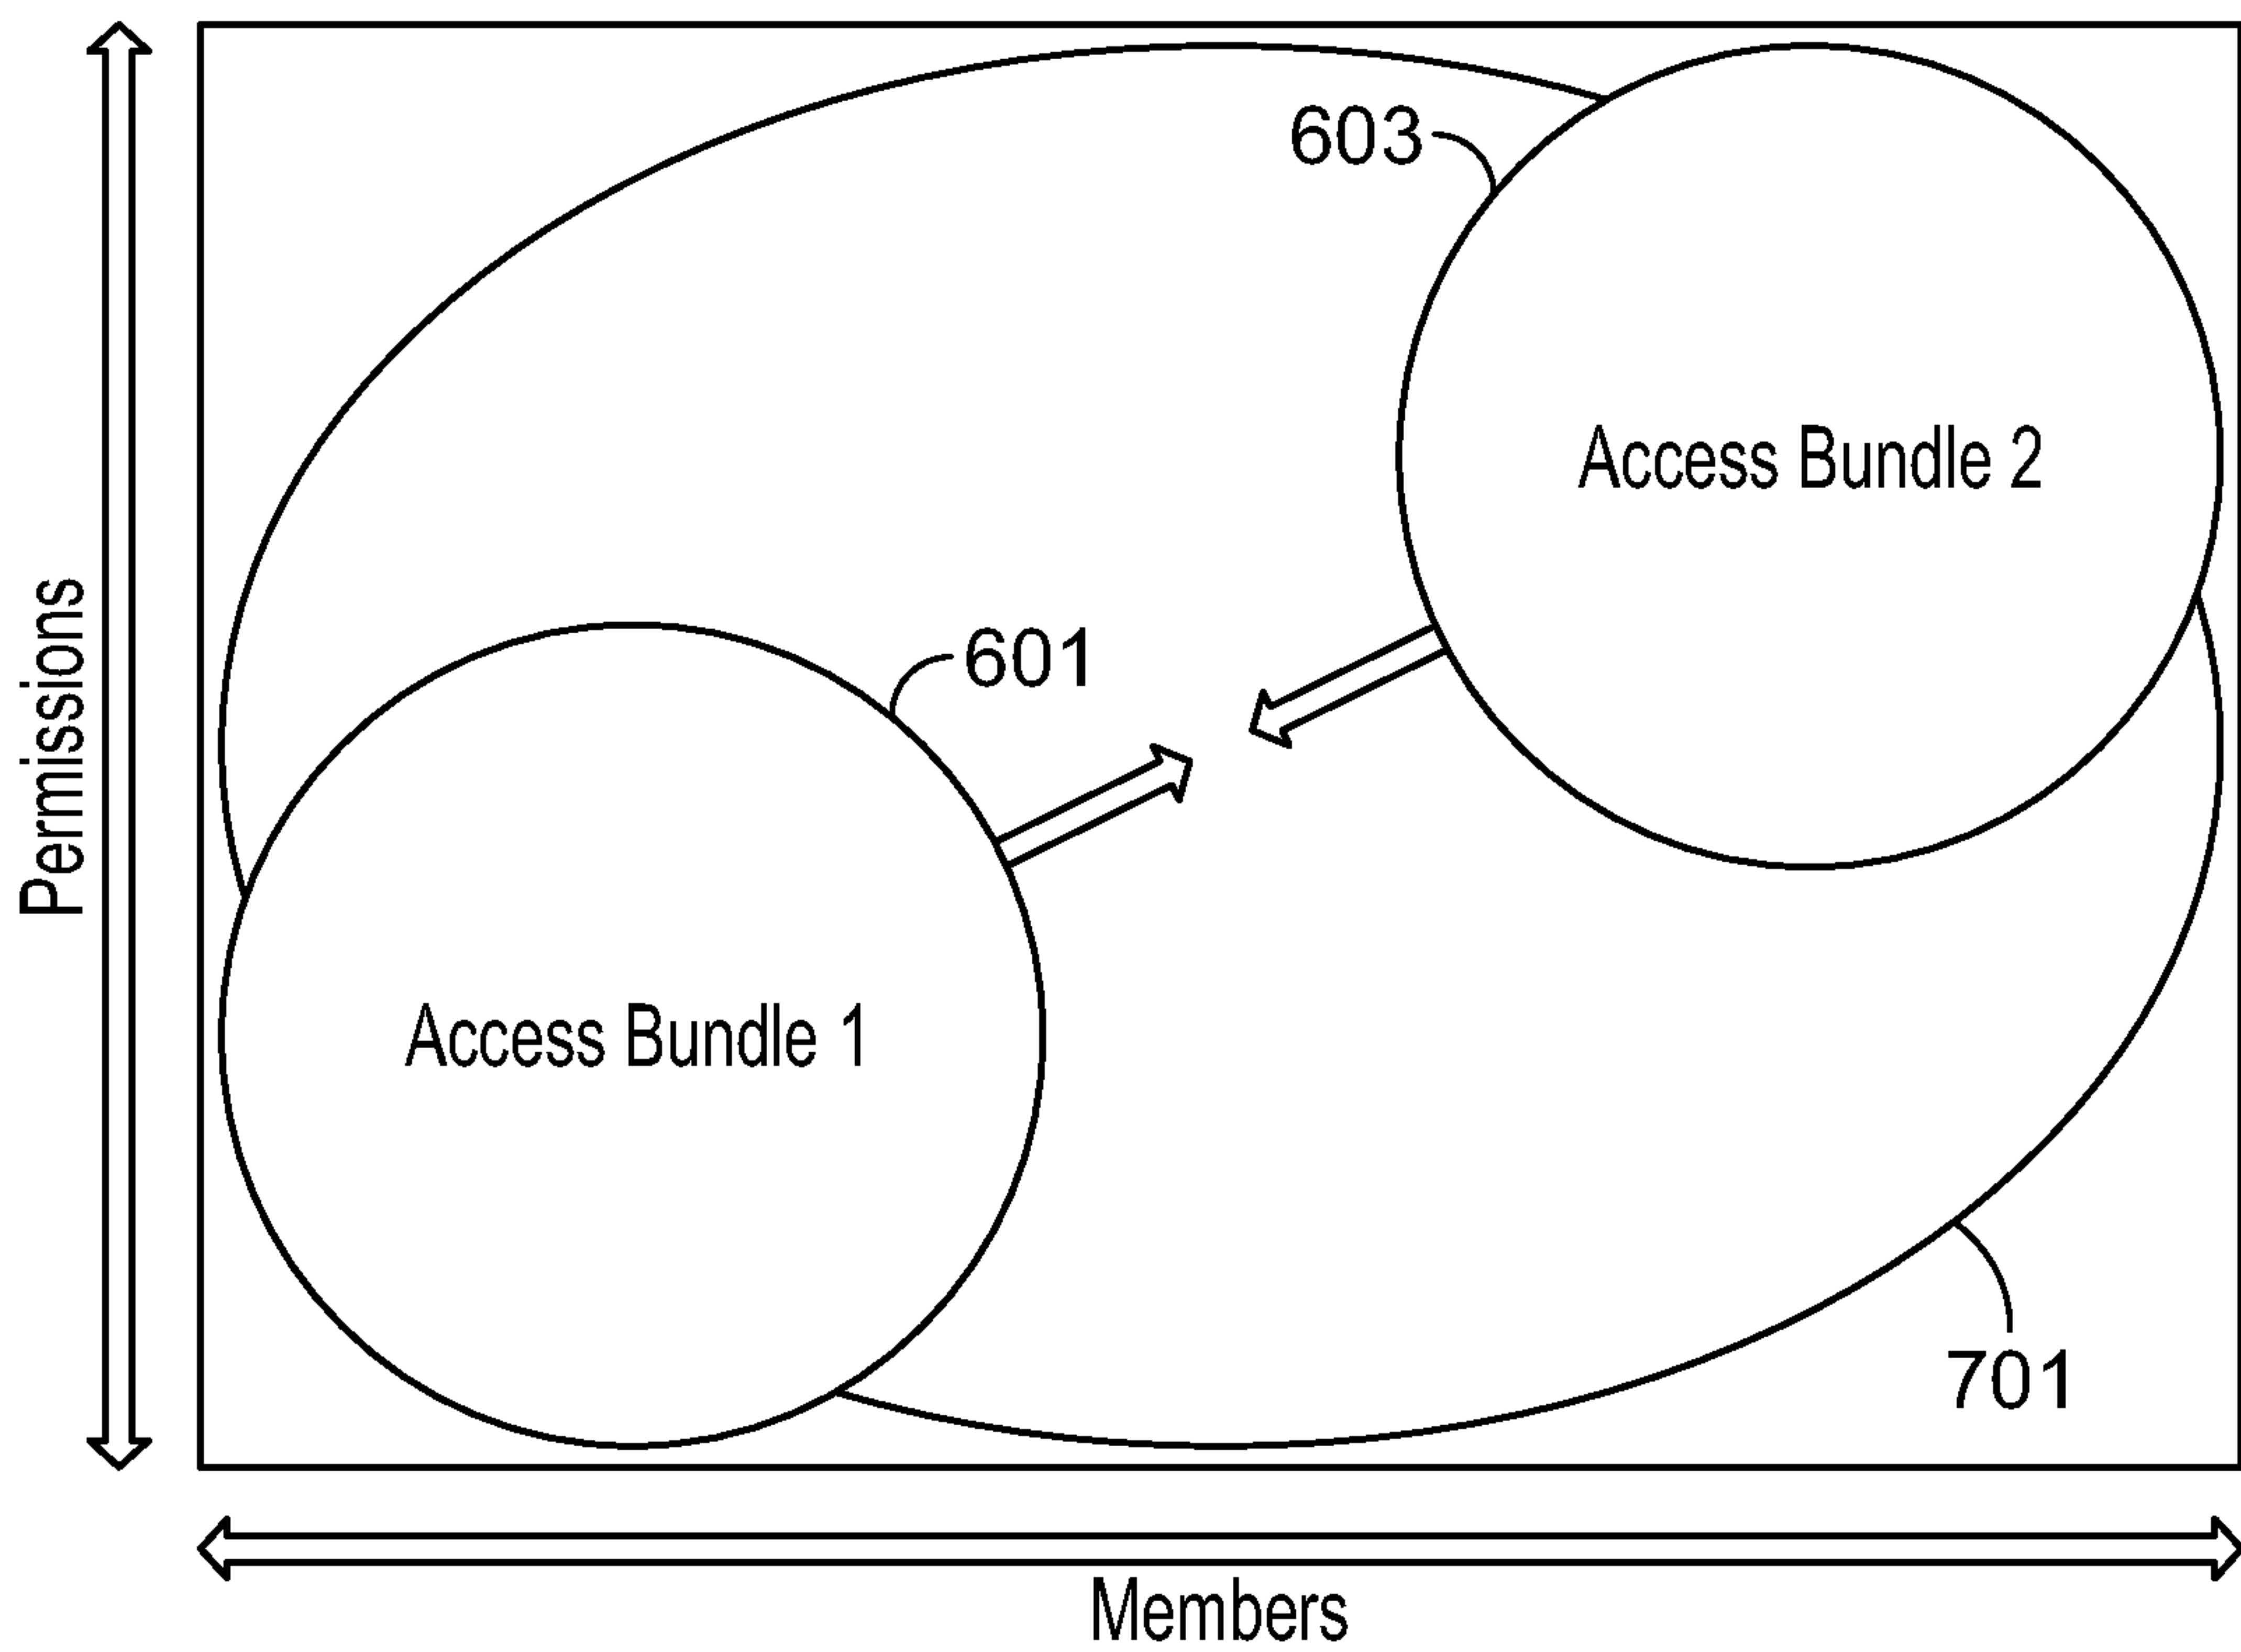 603
Access Bundle 2
Permissions
601
Access Bundle 1
701
Members